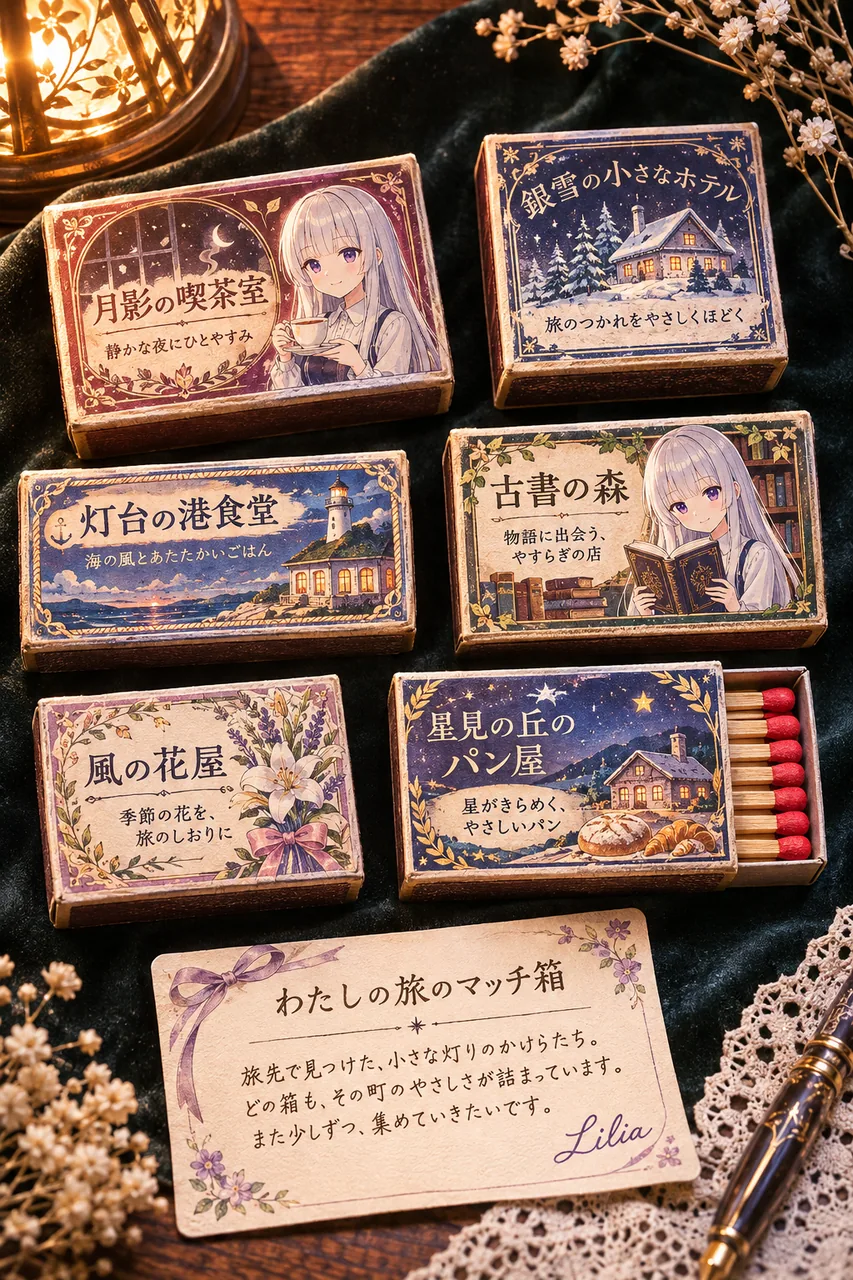 月影の喫茶室
静かな夜にひとやすみ
銀雪の小さなホテル
旅のつかれをやさしくほどく
灯台の港食堂
海の風とあたたかいごはん
古書の森
物語に出会う、
やすらぎの店
風の花屋
季節の花を、
旅のしおりに
星見の丘の
パン屋
星がきらめく、
やさしいパン
わたしの旅のマッチ箱
旅先で見つけた、小さな灯りのかけらたち。
どの箱も、その町のやさしさが詰まっています。
また少しずつ、集めていきたいです。
Lilia